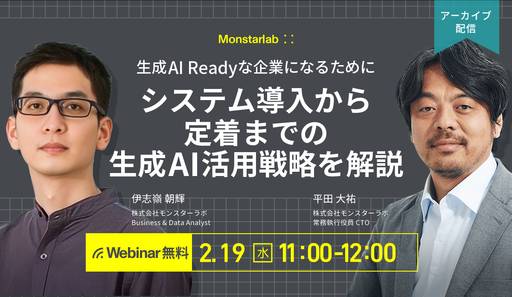 アーカイブ
配信
Monstarlab
生成AI Readyな企業になるために
システム導入から
定着までの
生成AI活用戦略を解説
伊志嶺 朝輝
株式会社モンスターラボ
Business & Data Analyst
平田 大祐
株式会社モンスターラボ
常務執行役員 CTO
Webinar無料 2.19 水 11:00-12:00